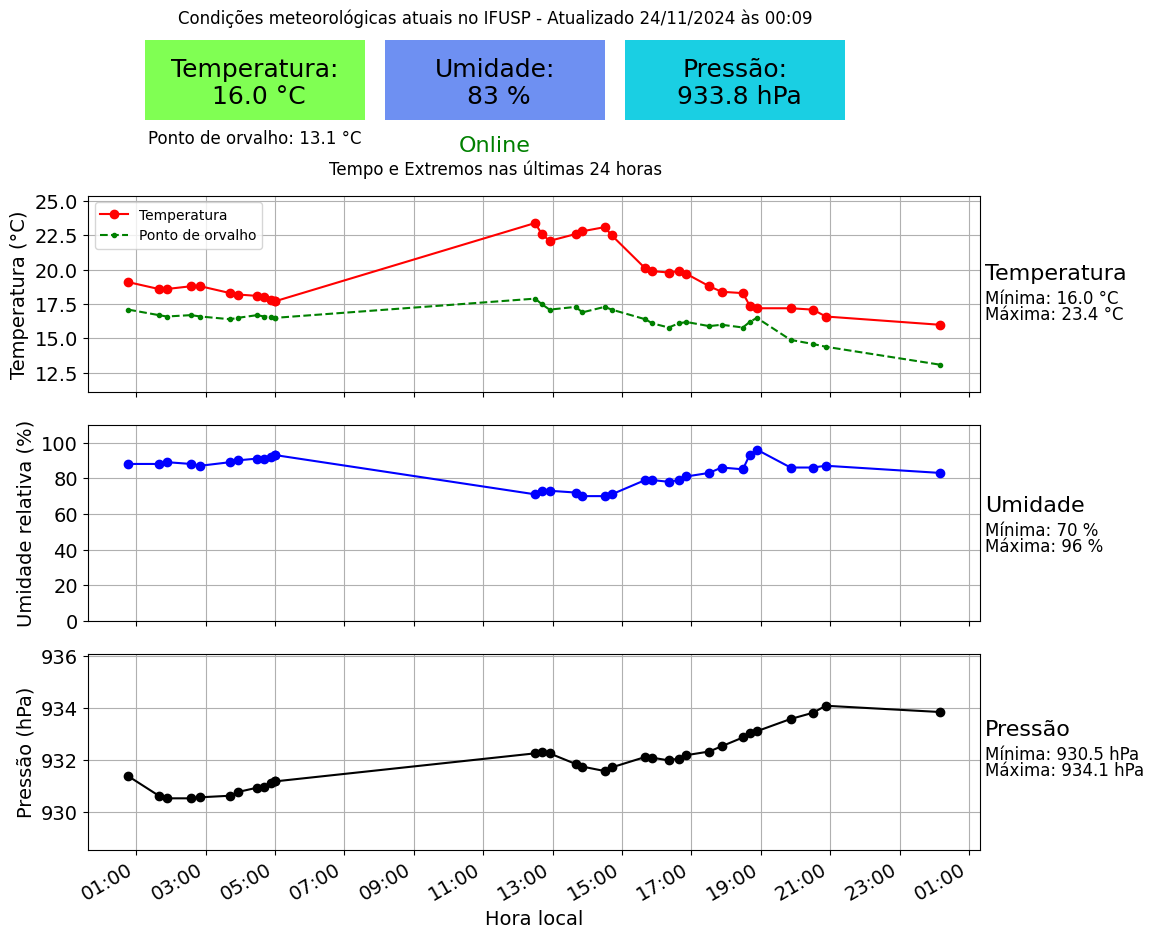 Condições meteorológicas atuais no IFUSP - Atualizado 24/11/2024 às 00:09
Temperatura:
16.0 °C
Umidade:
83 %
Pressão:
933.8 hPa
Ponto de orvalho: 13.1 °C
Online
Tempo e Extremos nas últimas 24 horas
Temperatura (°C)
25.0
22.5
20.0
17.5
15.0
12.5
Temperatura
Ponto de orvalho
Temperatura
Mínima: 16.0 °C
Máxima: 23.4 °C
Umidade relativa (%)
100
80
60
40
20
0
Umidade
Mínima: 70 %
Máxima: 96 %
Pressão (hPa)
936
934
932
930
Pressão
Mínima: 930.5 hPa
Máxima: 934.1 hPa
01:00 03:00 05:00 07:00 09:00 11:00 13:00 15:00 17:00 19:00 21:00 23:00 01:00
Hora local